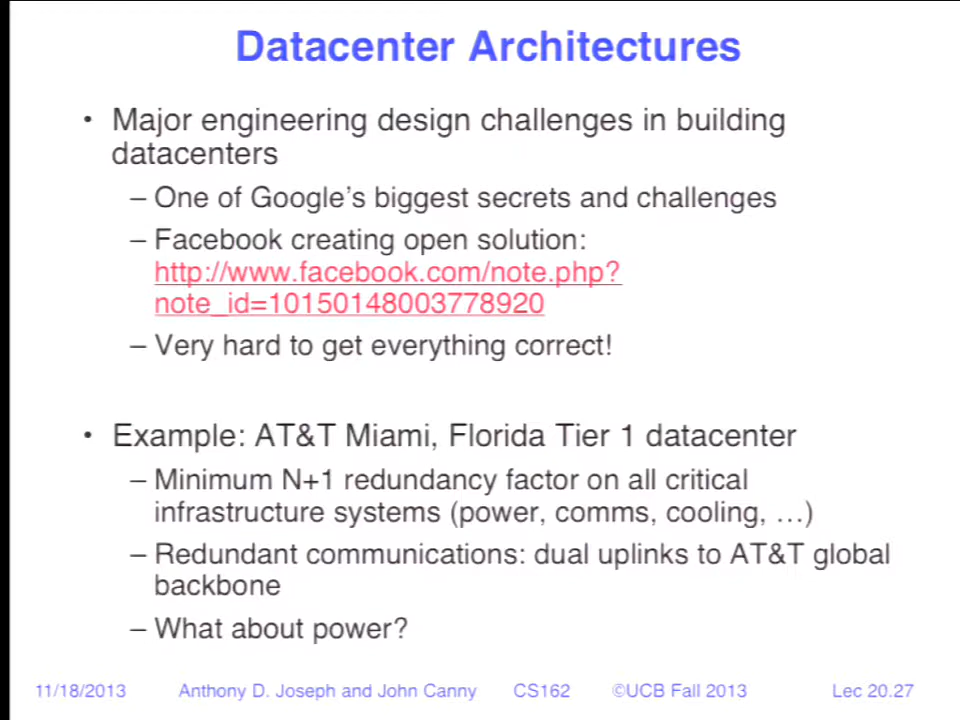 Datacenter Architectures
• Major engineering design challenges in building
datacenters
– One of Google's biggest secrets and challenges
– Facebook creating open solution:
http://www.facebook.com/note.php?
note_id=10150148003778920
– Very hard to get everything correct!
• Example: AT&T Miami, Florida Tier 1 datacenter
– Minimum N+1 redundancy factor on all critical
infrastructure systems (power, comms, cooling, …)
– Redundant communications: dual uplinks to AT&T global
backbone
– What about power?
11/18/2013 Anthony D. Joseph and John Canny CS162 ©UCB Fall 2013 Lec 20.27